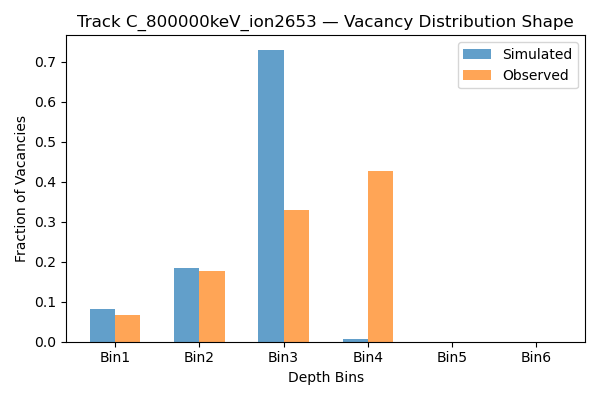 Track C_800000keV_ion2653 — Vacancy Distribution Shape
Simulated
Observed
Fraction of Vacancies
0.7
0.6
0.5
0.4
0.3
0.2
0.1
0.0
Bin1 Bin2 Bin3 Bin4 Bin5 Bin6
Depth Bins